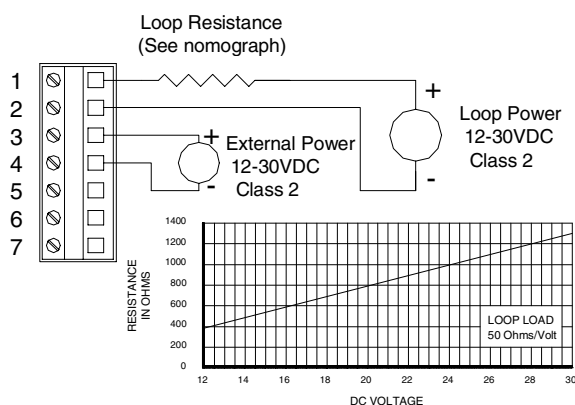 Loop Resistance
(See nomograph)
1
2
3
4
5
6
7
+
-
Loop Power
12-30VDC
Class 2
+
-
External Power
12-30VDC
Class 2
RESISTANCE
IN OHMS
1400
1200
1000
800
600
400
200
0
12 14 16 18 20 22 24 26 28 30
LOOP LOAD
50 Ohms/Volt
DC VOLTAGE